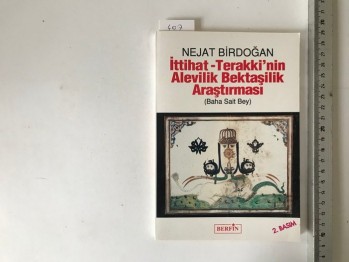 NEJAT BİRDOĞAN
İttihat-Terakki'nin
Alevilik Bektaşilik
Araştırması
(Baha Sait Bey)
BERFİN
2. BASIM